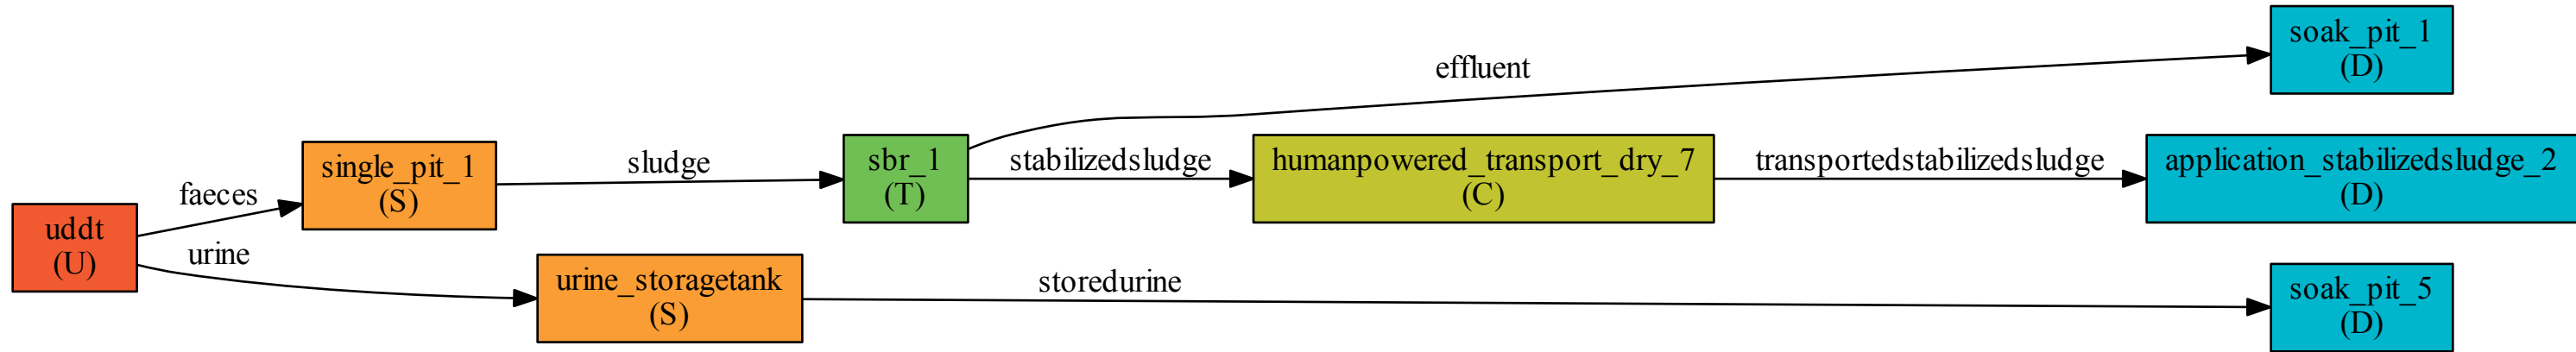 uddt
(U)
faeces
urine
single_pit_1
(S)
urine_storagetank
(S)
sludge
storedurine
sbr_1
(T)
effluent
stabilizedsludge
humanpowered_transport_dry_7
(C)
transportedstabilizedsludge
soak_pit_1
(D)
application_stabilizedsludge_2
(D)
soak_pit_5
(D)